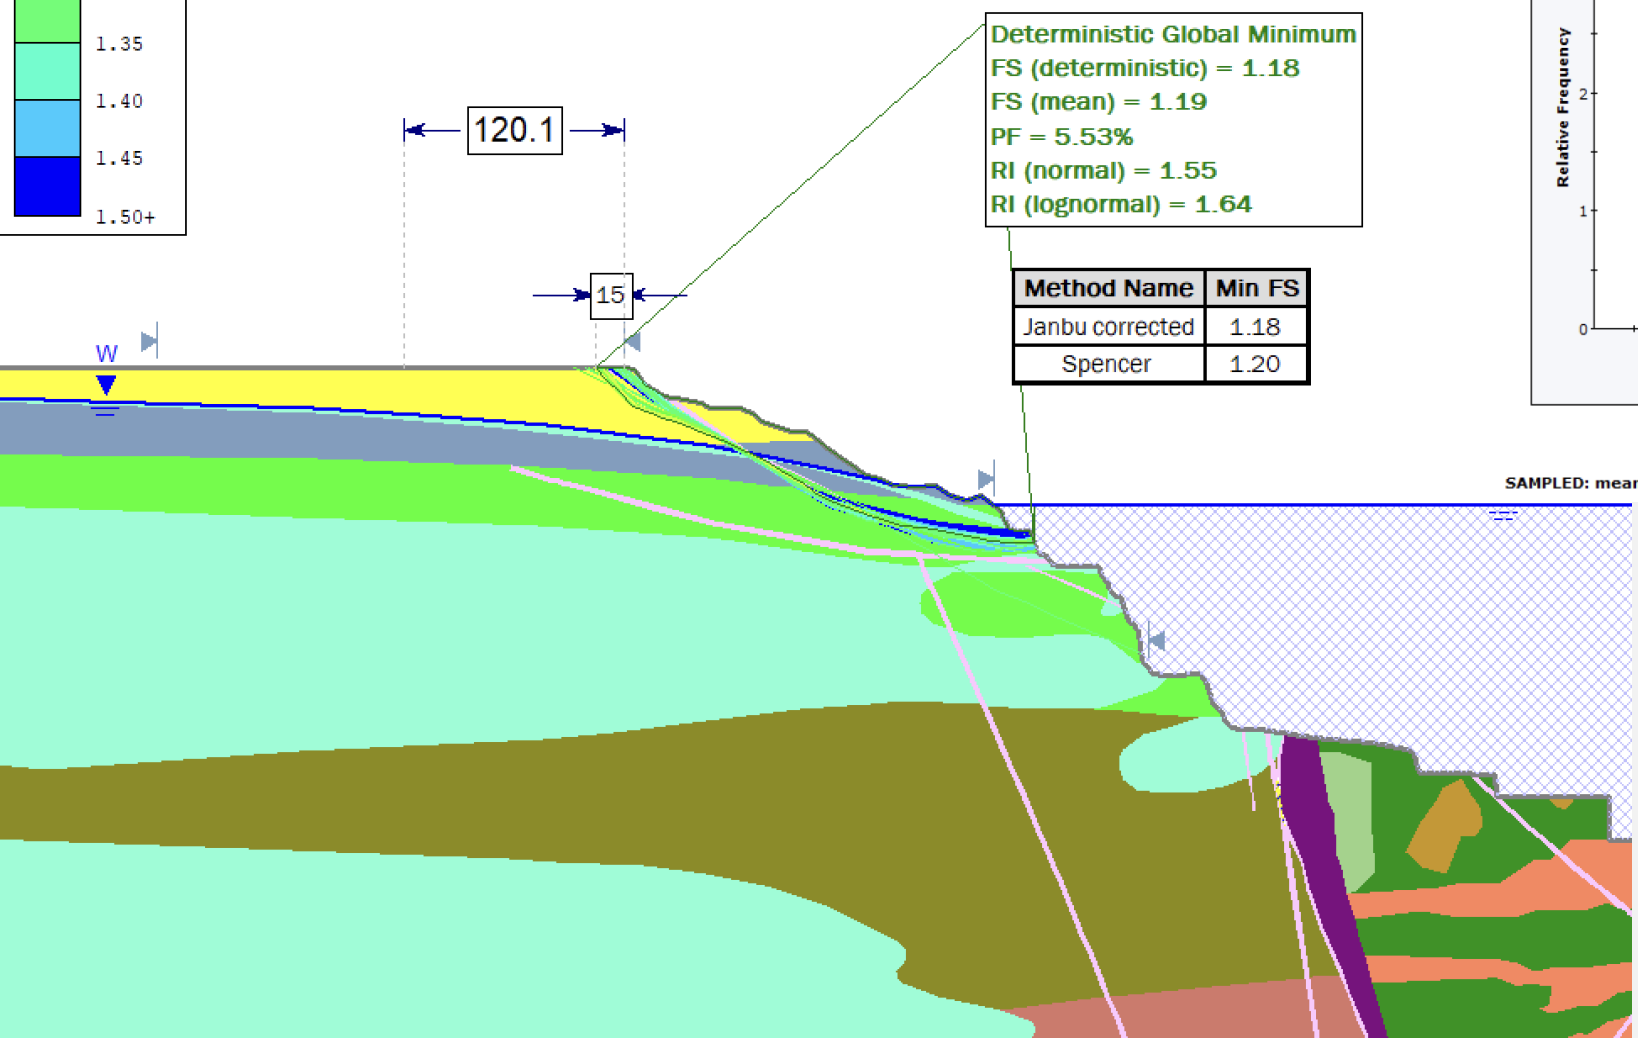 1.35
1.40
1.45
1.50+
120.1
15
W
Deterministic Global Minimum
FS (deterministic) = 1.18
FS (mean) = 1.19
PF = 5.53%
RI (normal) = 1.55
RI (lognormal) = 1.64
Method Name Min FS
Janbu corrected 1.18
Spencer 1.20
Relative Frequency
2
1
0
SAMPLED: mean